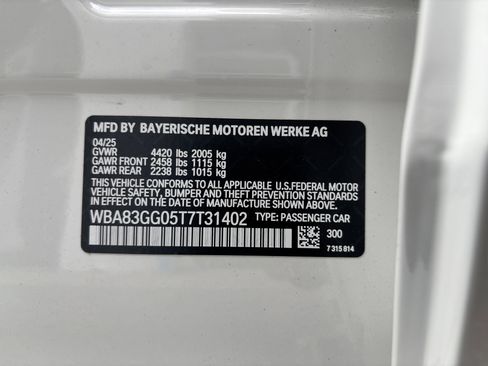 MFD BY BAYERISCHE MOTOREN WERKE AG
04/25
GVWR 4420 lbs 2005 kg
GAWR FRONT 2458 lbs 1115 kg
GAWR REAR 2238 lbs 1015 kg
THIS VEHICLE CONFORMS TO ALL APPLICABLE U.S.FEDERAL MOTOR
VEHICLE SAFETY, BUMPER AND THEFT PREVENTION STANDARDS
IN EFFECT ON THE DATE OF MANUFACTURE SHOWN ABOVE.
WBA83GG05T7T31402 TYPE: PASSENGER CAR
300
7 315 814